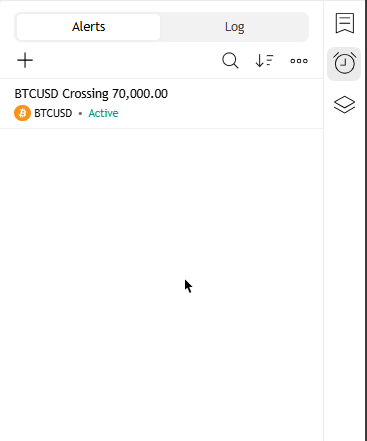 Alerts
Log
BTCUSD Crossing 70,000.00
BTCUSD • Active